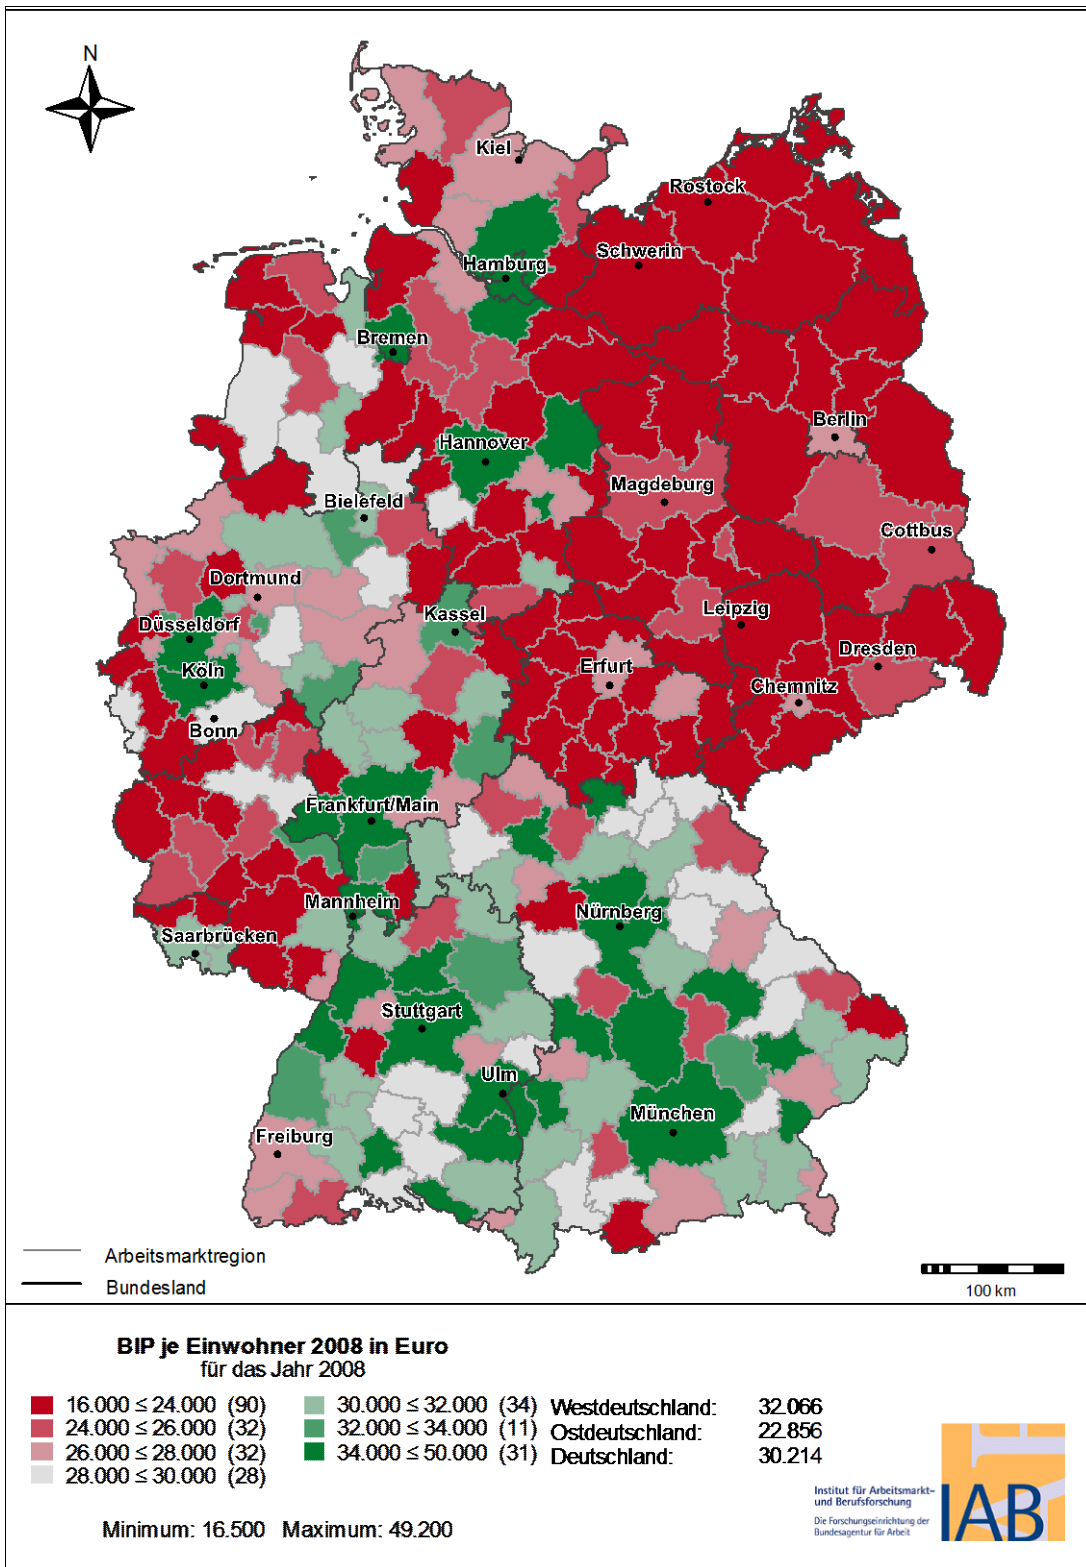 N
Kiel
Rostock
Schwerin
Hamburg
Bremen
Berlin
Hannover
Magdeburg
Bielefeld
Cottbus
Dortmund
Leipzig
Düsseldorf
Kassel
Dresden
Köln
Erfurt
Chemnitz
Bonn
Frankfurt/Main
Mannheim
Nürnberg
Saarbrücken
Stuttgart
Ulm
München
Freiburg
Arbeitsmarktregion
Bundesland
100 km
BIP je Einwohner 2008 in Euro
für das Jahr 2008
16.000 ≤ 24.000 (90) 30.000 ≤ 32.000 (34) Westdeutschland: 32.066
24.000 ≤ 26.000 (32) 32.000 ≤ 34.000 (11) Ostdeutschland: 22.856
26.000 ≤ 28.000 (32) 34.000 ≤ 50.000 (31) Deutschland: 30.214
28.000 ≤ 30.000 (28)
Minimum: 16.500 Maximum: 49.200
Institut für Arbeitsmarkt-
und Berufsforschung
Die Forschungseinrichtung der
Bundesagentur für Arbeit
IAB